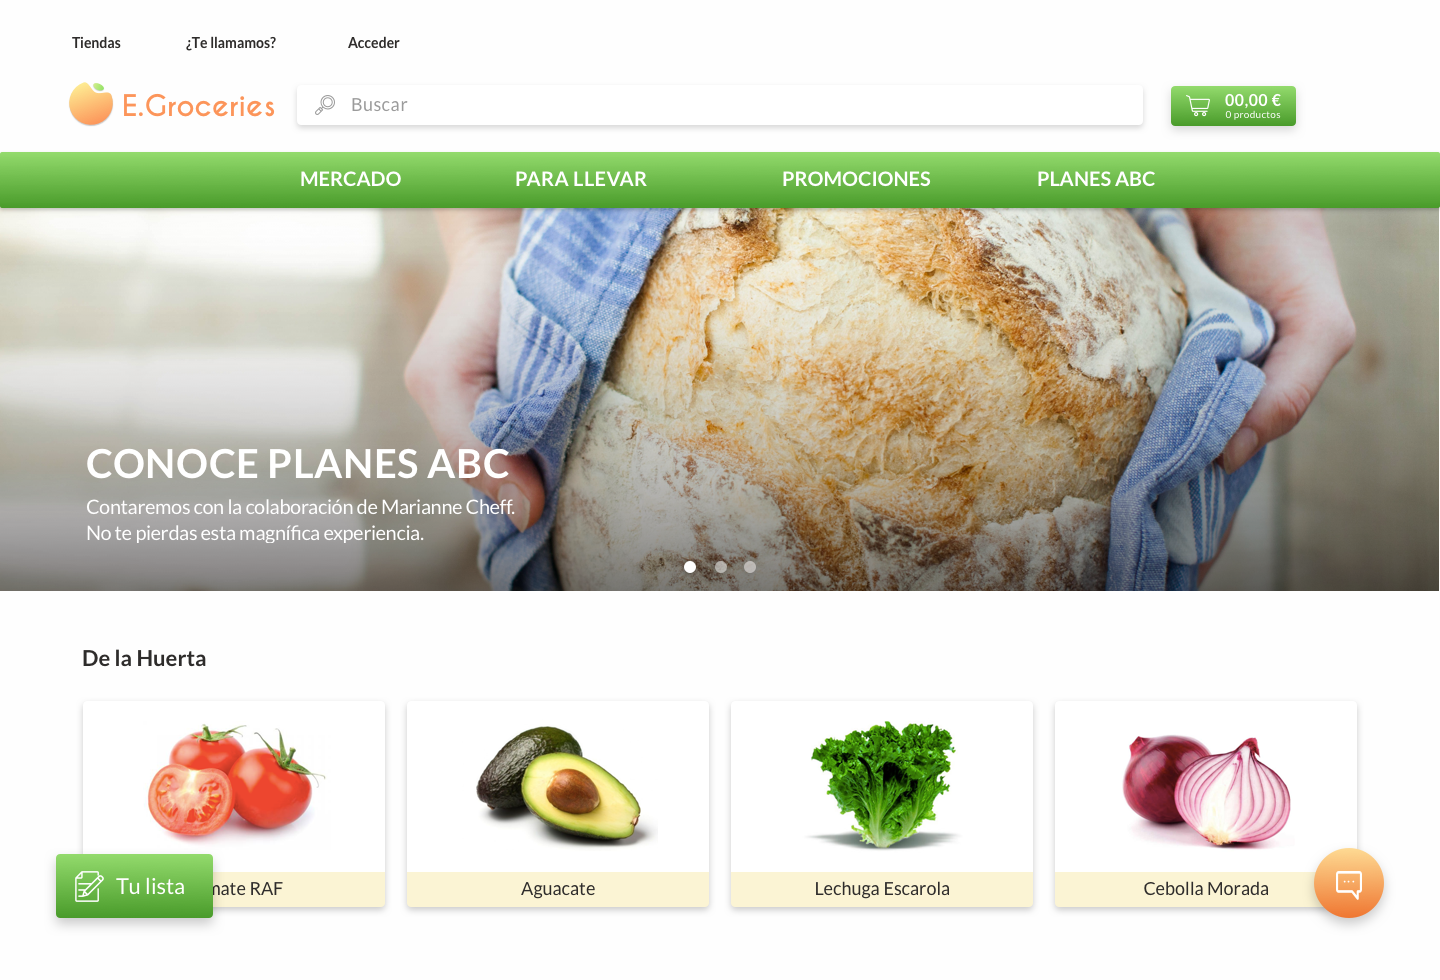 Tiendas
¿Te llamamos?
Acceder
E.Groceries
Buscar
00,00 €
0 productos
MERCADO
PARA LLEVAR
PROMOCIONES
PLANES ABC
CONOCE PLANES ABC
Contaremos con la colaboración de Marianne Cheff.
No te pierdas esta magnífica experiencia.
De la Huerta
RAF
Aguacate
Lechuga Escarola
Cebolla Morada
Tu lista